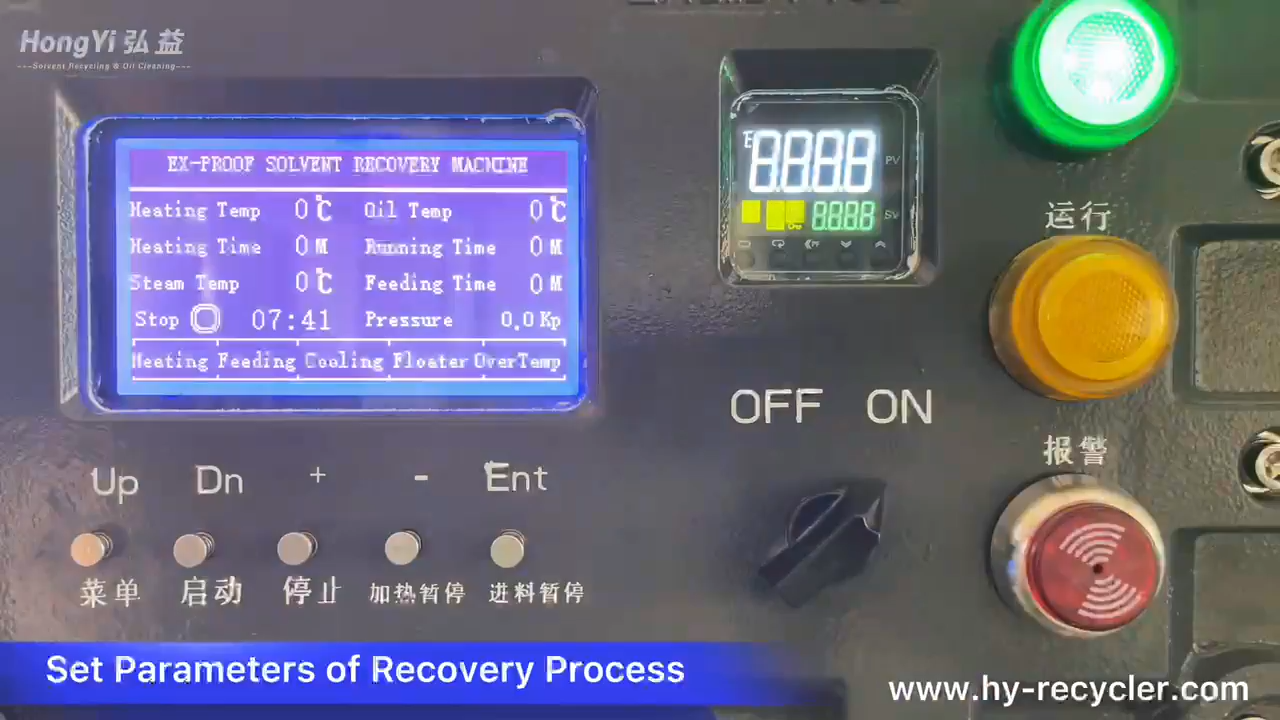 HongYi 弘益
---Solvent Recycling & Oil Cleaning---
EX-PROOF SOLVENT RECOVERY MACHINE
Heating Temp 0℃ Oil Temp 0℃
Heating Time 0M Running Time 0M
Steam Temp 0℃ Feeding Time 0M
Stop 07:41 Pressure 0.0Kp
Heating Feeding Cooling Floater OverTemp
8.8.8.8 PV
8.8.8.8 SV
运行
OFF ON
报警
Up Dn + - Ent
菜单 启动 停止 加热暂停 进料暂停
Set Parameters of Recovery Process
www.hy-recycler.com